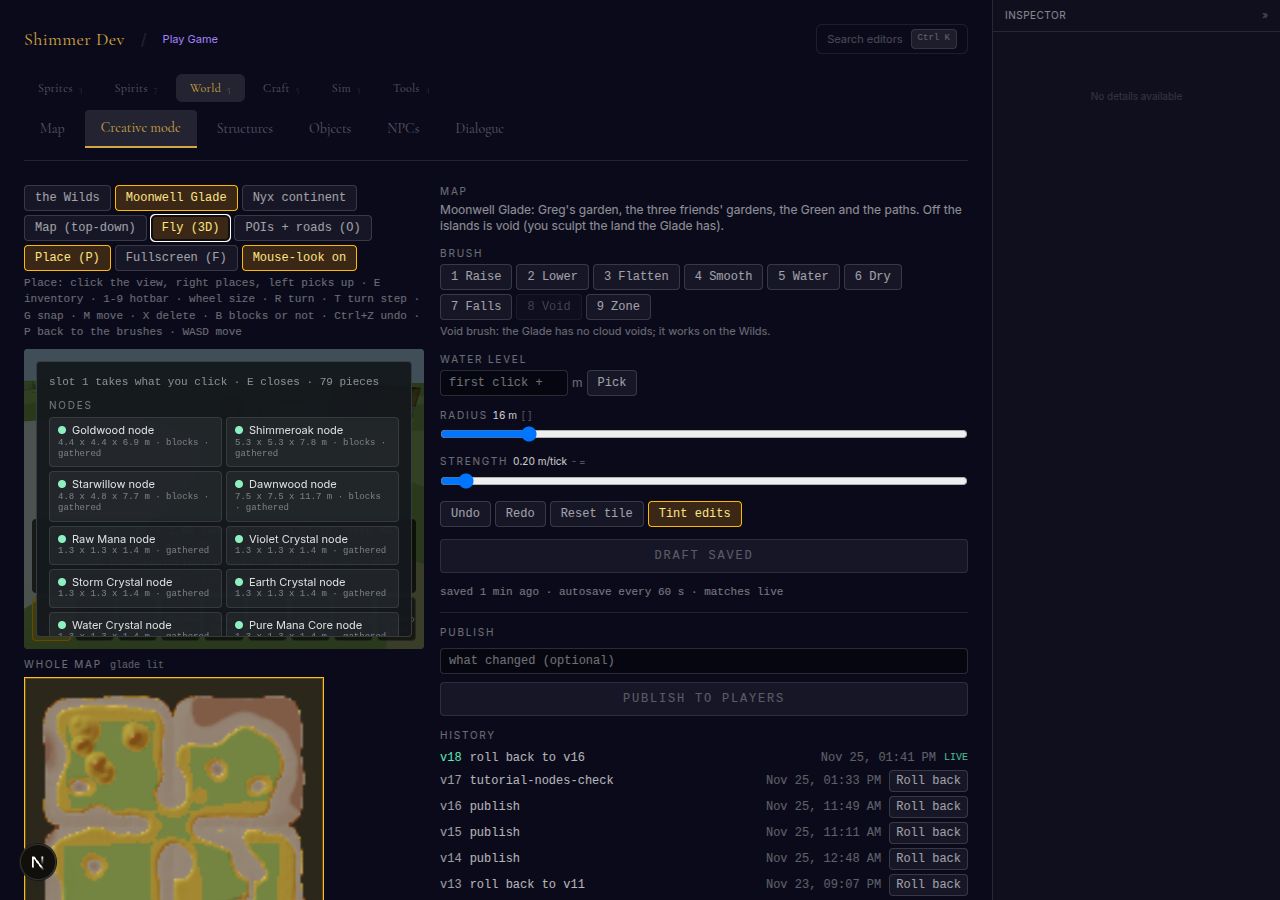 Shimmer Dev / Play Game
Search editors Ctrl K
INSPECTOR »
No details available
Sprites Spirits World Craft Sim Tools
Map Creative mode Structures Objects NPCs Dialogue
the Wilds Moonwell Glade Nyx continent
Map (top-down) Fly (3D) POIs + roads (O)
Place (P) Fullscreen (F) Mouse-look on
Place: click the view, right places, left picks up · E
inventory · 1-9 hotbar · wheel size · R turn · T turn step ·
G snap · M move · X delete · B blocks or not · Ctrl+Z undo ·
P back to the brushes · WASD move
slot 1 takes what you click · E closes · 79 pieces
NODES
Goldwood node
4.4 x 4.4 x 6.9 m · blocks ·
gathered
Shimmeroak node
5.3 x 5.3 x 7.8 m · blocks ·
gathered
Starwillow node
4.8 x 4.8 x 7.7 m · blocks ·
gathered
Dawnwood node
7.5 x 7.5 x 11.7 m · blocks
· gathered
Raw Mana node
1.3 x 1.3 x 1.4 m · gathered
Violet Crystal node
1.3 x 1.3 x 1.4 m · gathered
Storm Crystal node
1.3 x 1.3 x 1.4 m · gathered
Earth Crystal node
1.3 x 1.3 x 1.4 m · gathered
Water Crystal node
1.3 x 1.3 x 1.4 m · gathered
Pure Mana Core node
1.3 x 1.3 x 1.4 m · gathered
WHOLE MAP glade lit
N
MAP
Moonwell Glade: Greg's garden, the three friends' gardens, the Green and the paths. Off the
islands is void (you sculpt the land the Glade has).
BRUSH
1 Raise 2 Lower 3 Flatten 4 Smooth 5 Water 6 Dry
7 Falls 8 Void 9 Zone
Void brush: the Glade has no cloud voids; it works on the Wilds.
WATER LEVEL
first click + m Pick
RADIUS 16 m [ ]
STRENGTH 0.20 m/tick - =
Undo Redo Reset tile Tint edits
DRAFT SAVED
saved 1 min ago · autosave every 60 s · matches live
PUBLISH
what changed (optional)
PUBLISH TO PLAYERS
HISTORY
v18 roll back to v16 Nov 25, 01:41 PM LIVE
v17 tutorial-nodes-check Nov 25, 01:33 PM Roll back
v16 publish Nov 25, 11:49 AM Roll back
v15 publish Nov 25, 11:11 AM Roll back
v14 publish Nov 25, 12:48 AM Roll back
v13 roll back to v11 Nov 23, 09:07 PM Roll back